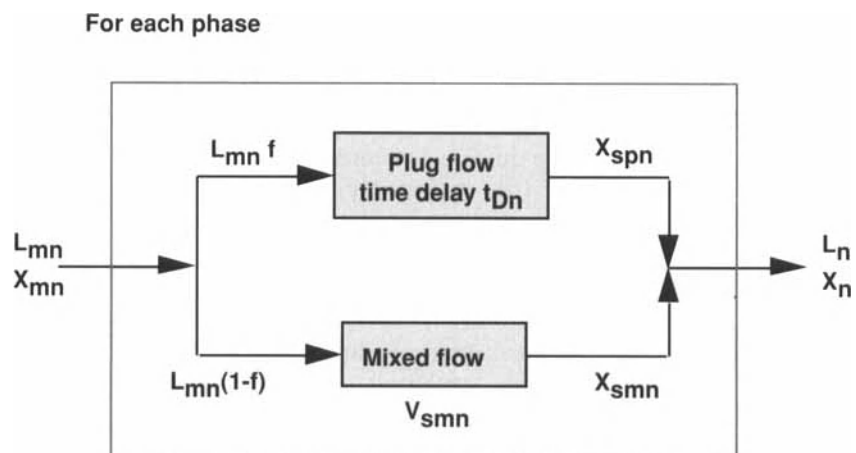 For each phase
L_mn f
Plug flow
time delay t_Dn
X_spn
L_mn
X_mn
L_n
X_n
L_mn(1-f)
Mixed flow
V_smn
X_smn